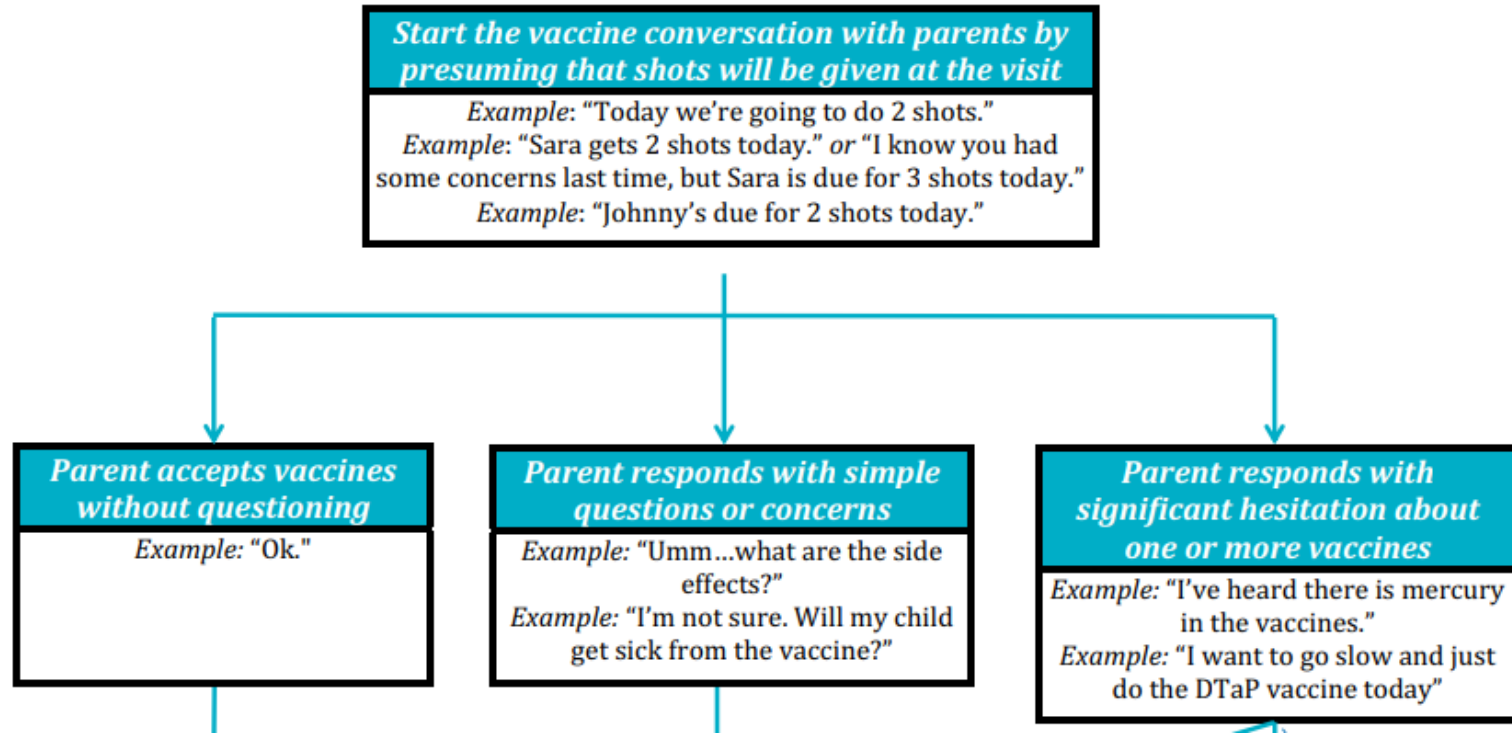 Start the vaccine conversation with parents by
presuming that shots will be given at the visit
Example: “Today we’re going to do 2 shots.”
Example: “Sara gets 2 shots today.” or “I know you had
some concerns last time, but Sara is due for 3 shots today.”
Example: “Johnny’s due for 2 shots today.”
Parent accepts vaccines
without questioning
Example: “Ok."
Parent responds with simple
questions or concerns
Example: “Umm…what are the side
effects?”
Example: “I’m not sure. Will my child
get sick from the vaccine?”
Parent responds with
significant hesitation about
one or more vaccines
Example: “I’ve heard there is mercury
in the vaccines.”
Example: “I want to go slow and just
do the DTaP vaccine today”